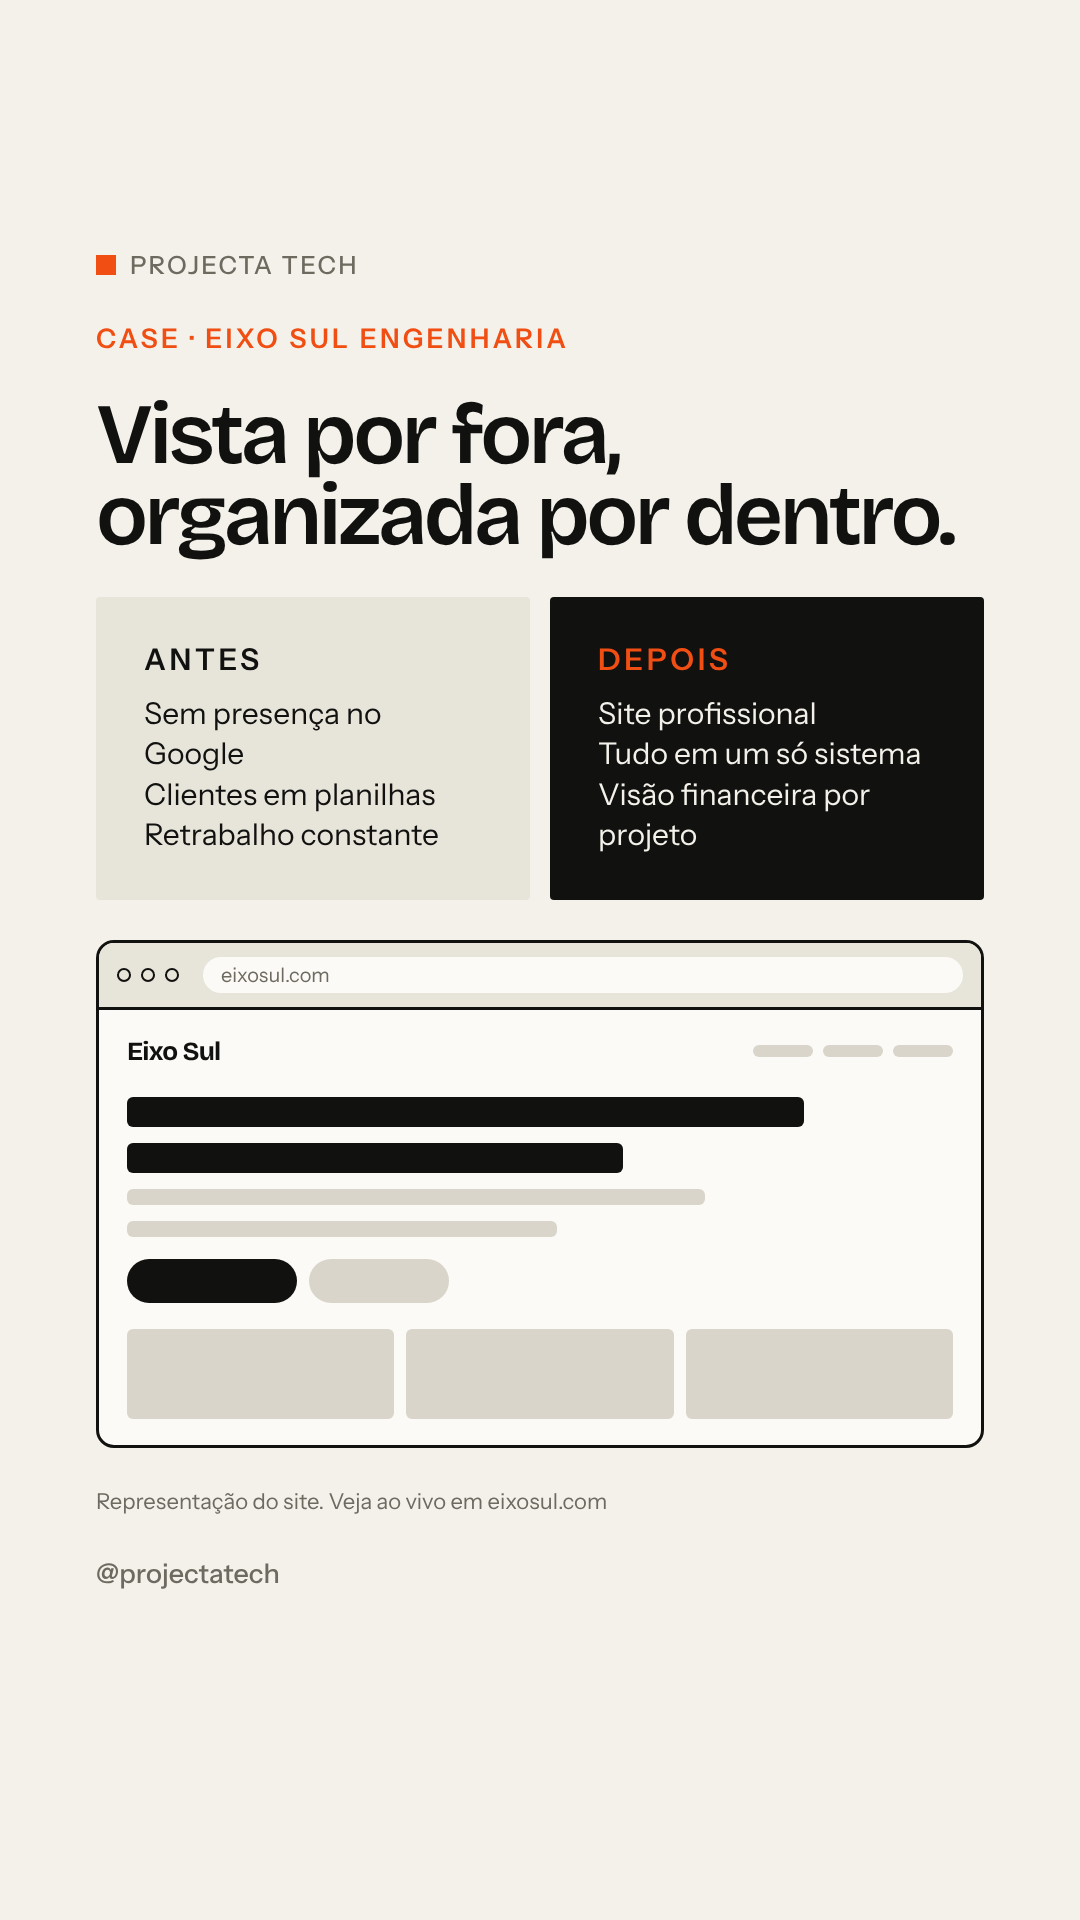 PROJECTA TECH
CASE · EIXO SUL ENGENHARIA
Vista por fora,
organizada por dentro.
ANTES
Sem presença no
Google
Clientes em planilhas
Retrabalho constante
DEPOIS
Site profissional
Tudo em um só sistema
Visão financeira por
projeto
eixosul.com
Eixo Sul
Representação do site. Veja ao vivo em eixosul.com
@projectatech